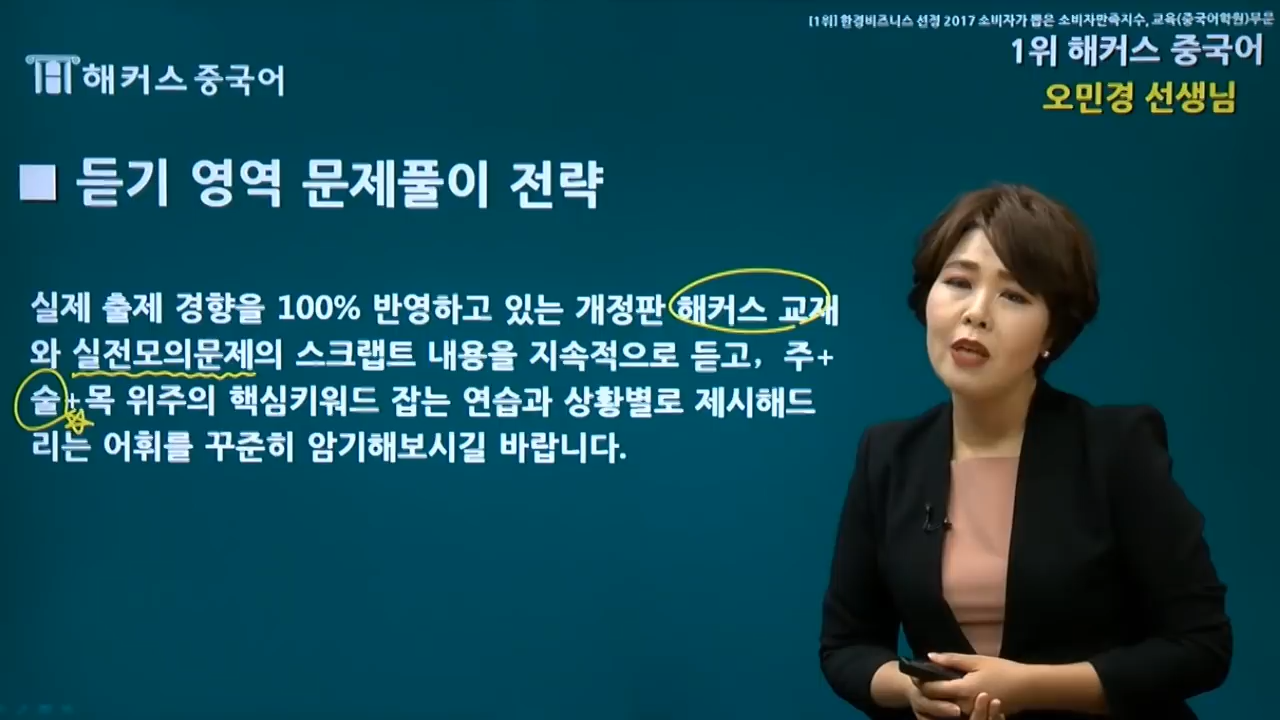 [1위] 한경비즈니스 선정 2017 소비자가 뽑은 소비자만족지수, 교육(중국어학원)부문
1위 해커스 중국어
오민경 선생님
해커스 중국어
■ 듣기 영역 문제풀이 전략
실제 출제 경향을 100% 반영하고 있는 개정판 해커스 교재
와 실전모의문제의 스크랩트 내용을 지속적으로 듣고, 주+
술+목 위주의 핵심키워드 잡는 연습과 상황별로 제시해드
리는 어휘를 꾸준히 암기해보시길 바랍니다.